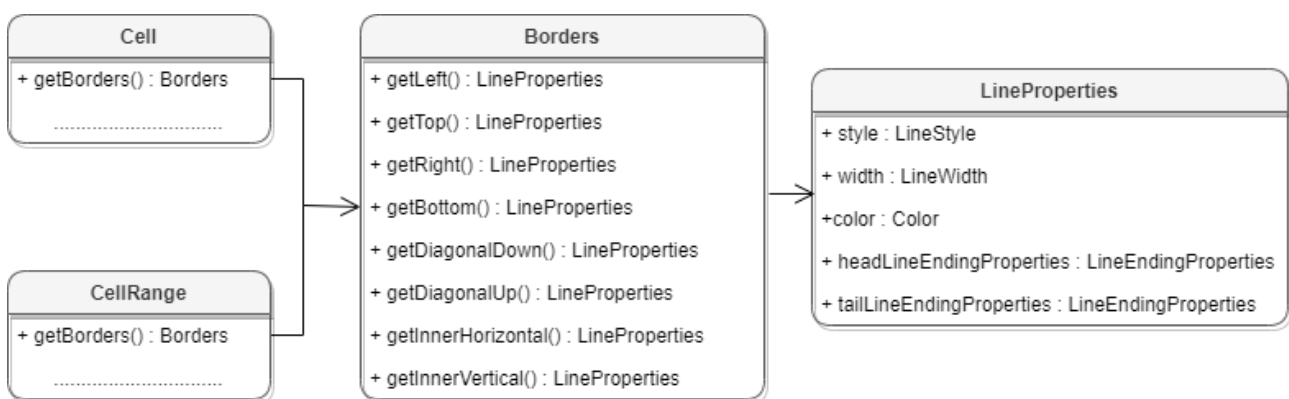 Cell
+ getBorders() : Borders
...............................
CellRange
+ getBorders() : Borders
...............................
Borders
+ getLeft() : LineProperties
+ getTop() : LineProperties
+ getRight() : LineProperties
+ getBottom() : LineProperties
+ getDiagonalDown() : LineProperties
+ getDiagonalUp() : LineProperties
+ getInnerHorizontal() : LineProperties
+ getInnerVertical() : LineProperties
LineProperties
+ style : LineStyle
+ width : LineWidth
+color : Color
+ headLineEndingProperties : LineEndingProperties
+ tailLineEndingProperties : LineEndingProperties